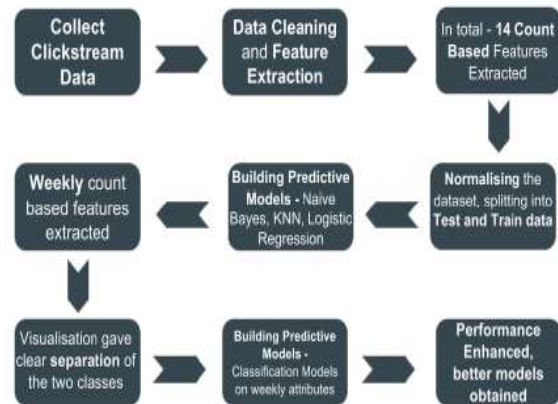 Collect
Clickstream
Data
Data Cleaning
and Feature
Extraction
In total - 14 Count
Based Features
Extracted
Normalising the
dataset, splitting into
Test and Train data
Building Predictive
Models - Naive
Bayes, KNN, Logistic
Regression
Weekly count
based features
extracted
Visualisation gave
clear separation of
the two classes
Building Predictive
Models -
Classification Models
on weekly attributes
Performance
Enhanced,
better models
obtained